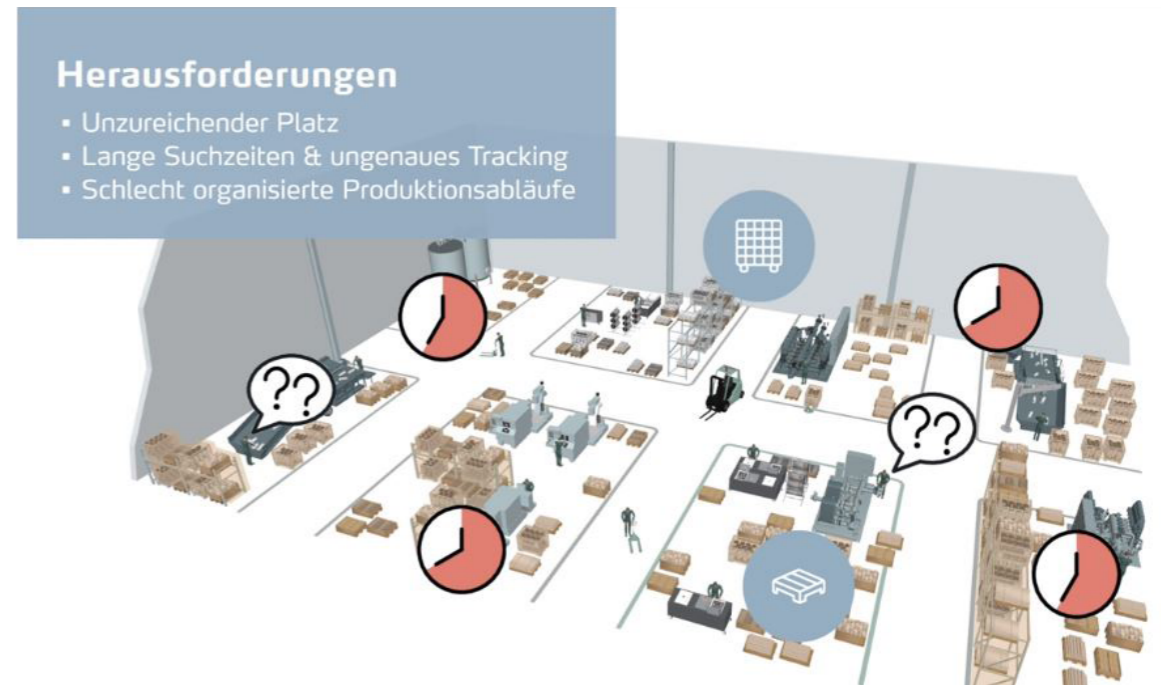 Herausforderungen
▪ Unzureichender Platz
▪ Lange Suchzeiten & ungenaues Tracking
▪ Schlecht organisierte Produktionsabläufe
??
??